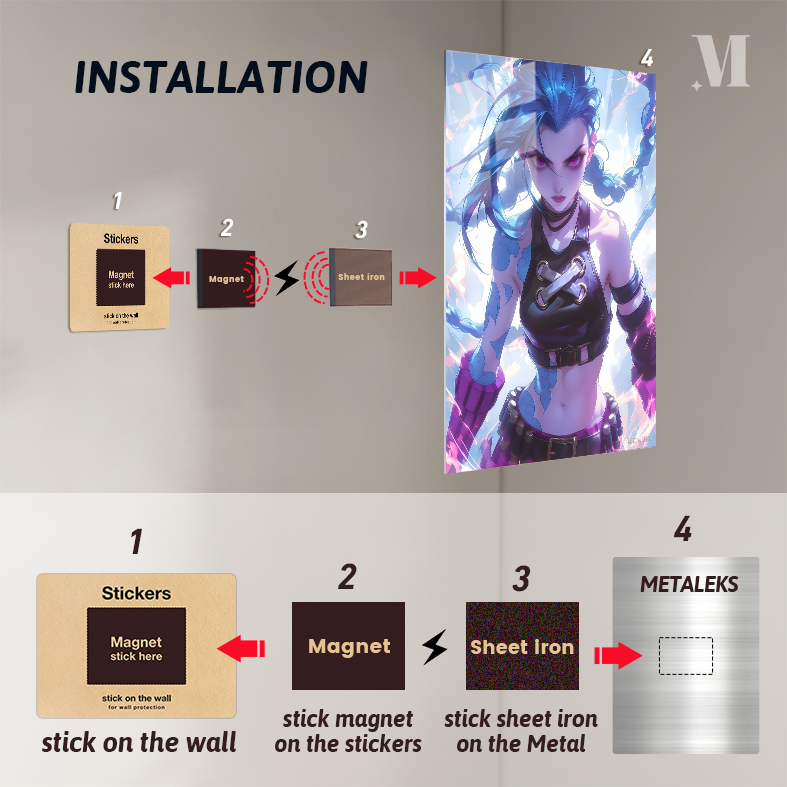 INSTALLATION
4
M
1
2
3
Stickers
Magnet
stick here
stick on the wall
for wall protection
Magnet
Sheet iron
1
2
3
4
Stickers
Magnet
stick here
stick on the wall
for wall protection
Magnet
Sheet iron
METALEKS
stick on the wall
stick magnet
on the stickers
stick sheet iron
on the Metal